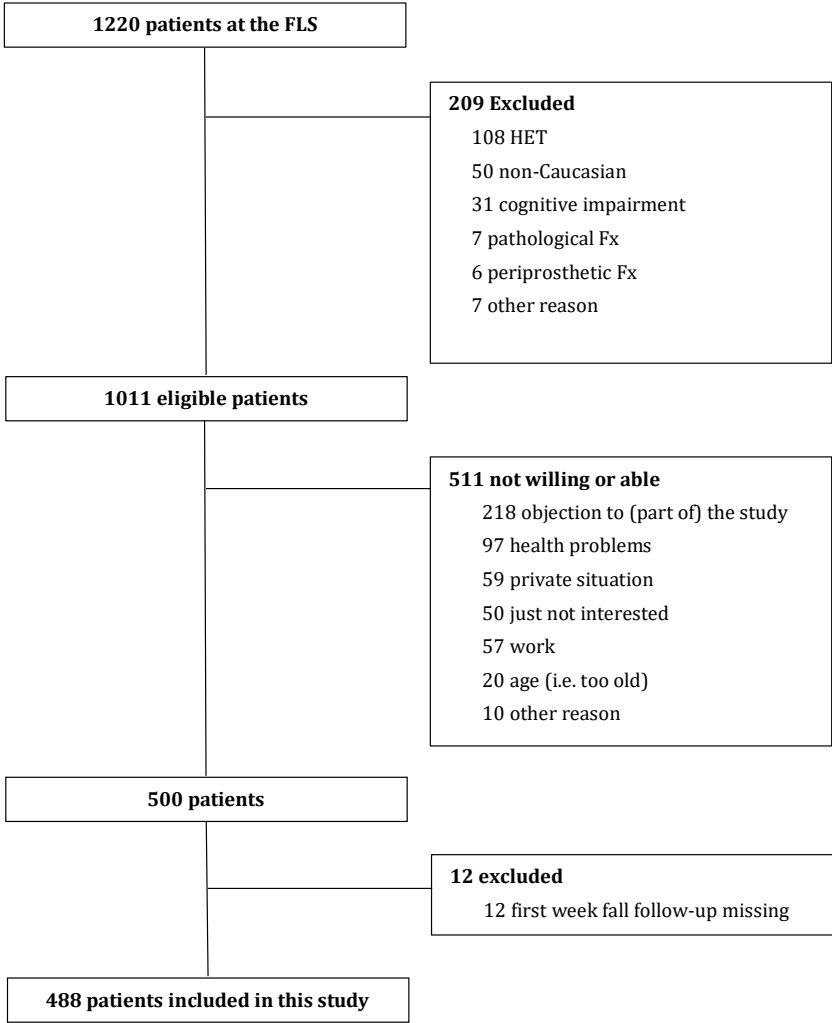 1220 patients at the FLS
209 Excluded
108 HET
50 non-Caucasian
31 cognitive impairment
7 pathological Fx
6 periprosthetic Fx
7 other reason
1011 eligible patients
511 not willing or able
218 objection to (part of) the study
97 health problems
59 private situation
50 just not interested
57 work
20 age (i.e. too old)
10 other reason
500 patients
12 excluded
12 first week fall follow-up missing
488 patients included in this study